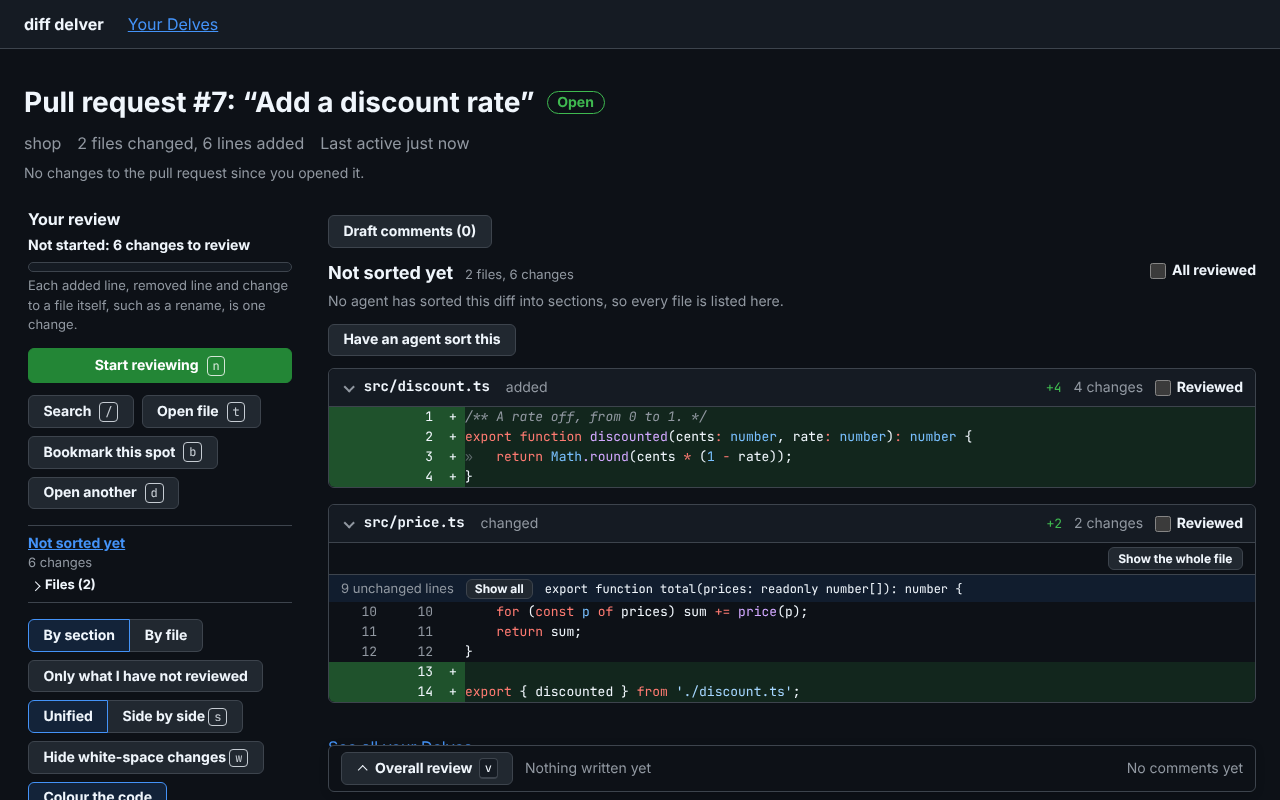 diff delver Your Delves
Pull request #7: “Add a discount rate” Open
shop 2 files changed, 6 lines added Last active just now
No changes to the pull request since you opened it.
Your review
Not started: 6 changes to review
Each added line, removed line and change
to a file itself, such as a rename, is one
change.
Start reviewing n
Search / Open file t
Bookmark this spot b
Open another d
Not sorted yet
6 changes
Files (2)
By section By file
Only what I have not reviewed
Unified Side by side s
Hide white-space changes w
Colour the code
Draft comments (0)
Not sorted yet 2 files, 6 changes All reviewed
No agent has sorted this diff into sections, so every file is listed here.
Have an agent sort this
src/discount.ts added +4 4 changes Reviewed
1 + /** A rate off, from 0 to 1. */
2 + export function discounted(cents: number, rate: number): number {
3 + » return Math.round(cents * (1 - rate));
4 + }
src/price.ts changed +2 2 changes Reviewed
Show the whole file
9 unchanged lines Show all export function total(prices: readonly number[]): number {
10 10 for (const p of prices) sum += price(p);
11 11 return sum;
12 12 }
13 +
14 + export { discounted } from './discount.ts';
See all your Delves
Overall review v Nothing written yet No comments yet